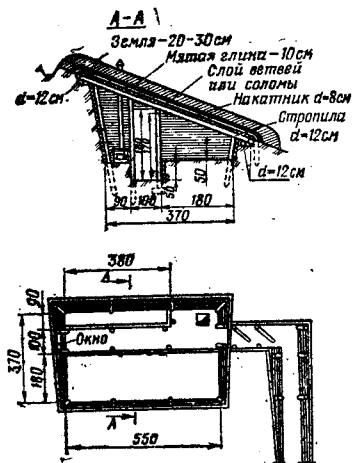 А-А
Земля-20-30см
Мятая глина-10см
Слой ветвей
или соломы
Накатник d=8см
Стропила
d=12см
d=12см
d=12см
50
50
90 100 180
370
380
А
90
100
180
370
Окно
А
550